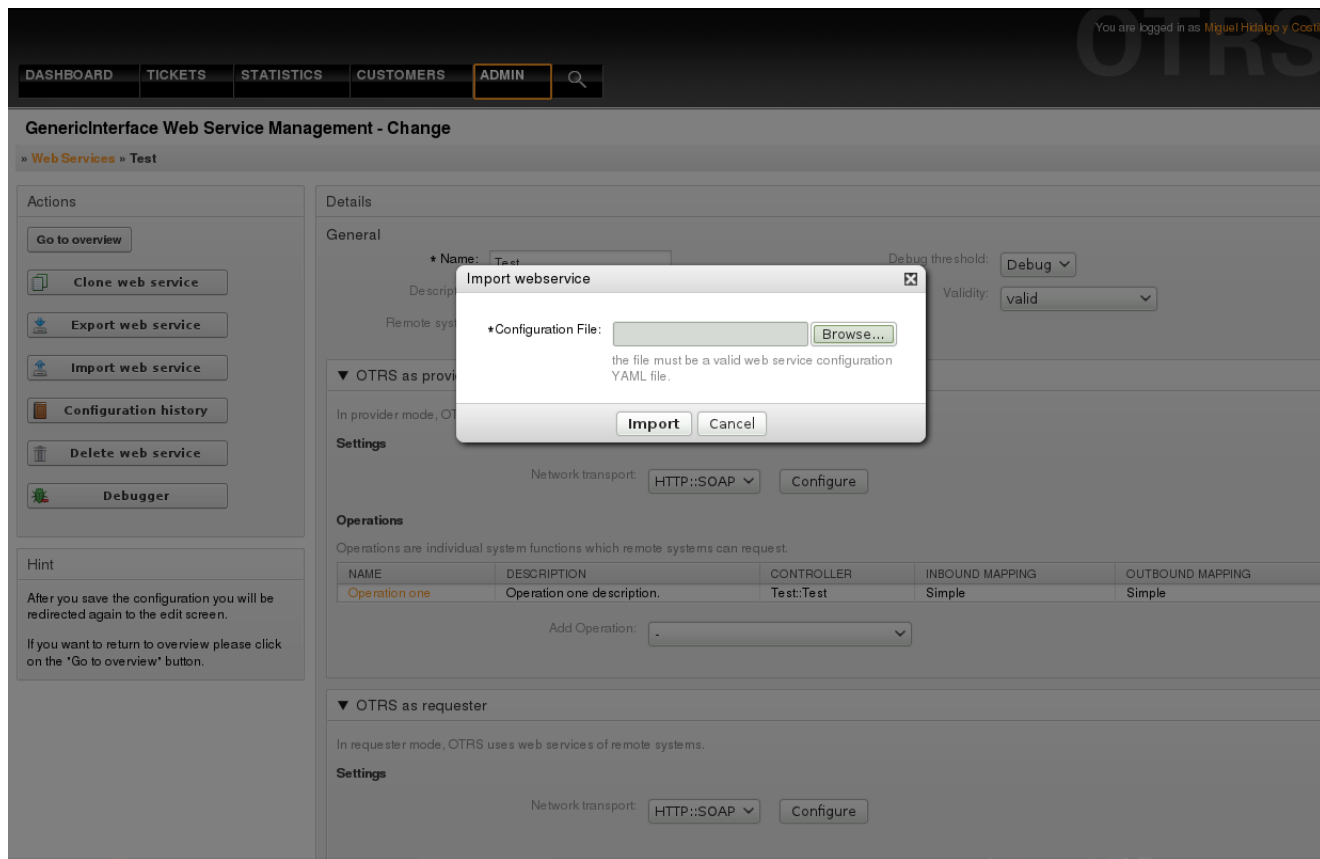 OTRS
You are logged in as Miguel Hidalgo y
DASHBOARD TICKETS STATISTICS CUSTOMERS ADMIN
GenericInterface Web Service Management - Change
» Web Services » Test
Actions
Go to overview
Clone web service
Export web service
Import web service
Configuration history
Delete web service
Debugger
Hint
After you save the configuration you will be
redirected again to the edit screen.
If you want to return to overview please click
on the "Go to overview" button.
Details
General
* Name: Test
Debug threshold: Debug
Validity: valid
Import webservice
*Configuration File: Browse...
the file must be a valid web service configuration
YAML file.
Import Cancel
▼ OTRS as
In provider mode,
Settings
Network transport: HTTP::SOAP Configure
Operations
Operations are individual system functions which remote systems can request.
NAME DESCRIPTION CONTROLLER INBOUND MAPPING OUTBOUND MAPPING
Operation one Operation one description. Test::Test Simple Simple
Add Operation: -
▼ OTRS as requester
In requester mode, OTRS uses web services of remote systems.
Settings
Network transport: HTTP::SOAP Configure